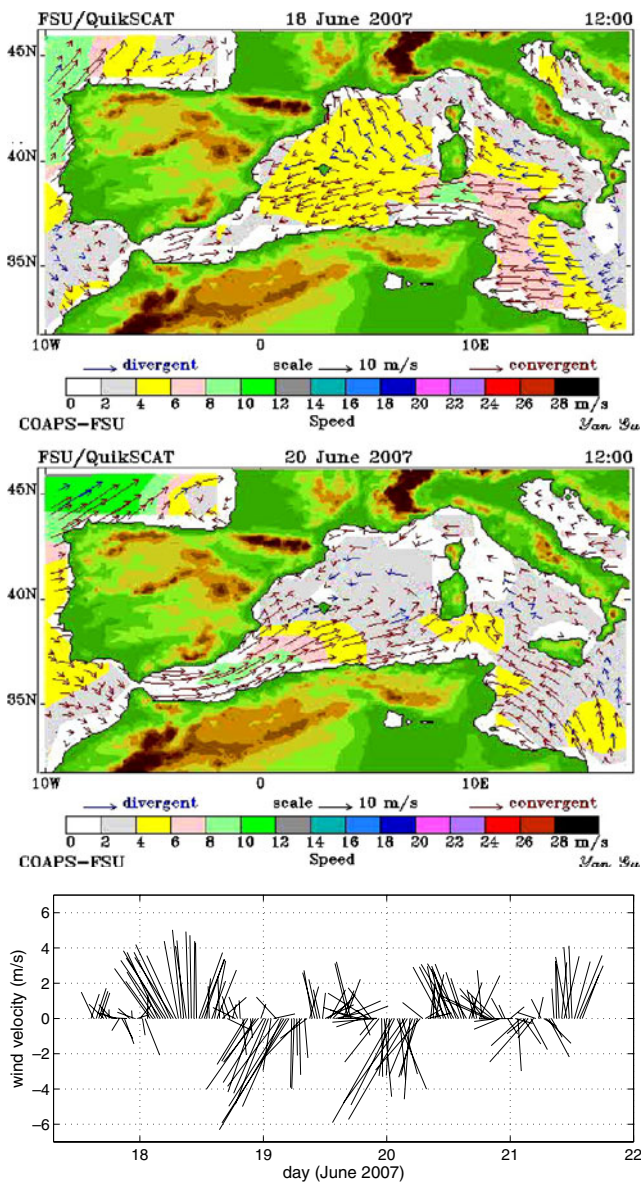 FSU/QuikSCAT 18 June 2007 12:00
45N
40N
35N
10W 0 10E
divergent scale 10 m/s convergent
0 2 4 6 8 10 12 14 16 18 20 22 24 26 28 m/s
COAPS-FSU Speed Yan Gu
FSU/QuikSCAT 20 June 2007 12:00
45N
40N
35N
10W 0 10E
divergent scale 10 m/s convergent
0 2 4 6 8 10 12 14 16 18 20 22 24 26 28 m/s
COAPS-FSU Speed Yan Gu
6
4
2
0
−2
−4
−6
wind velocity (m/s)
18 19 20 21 22
day (June 2007)